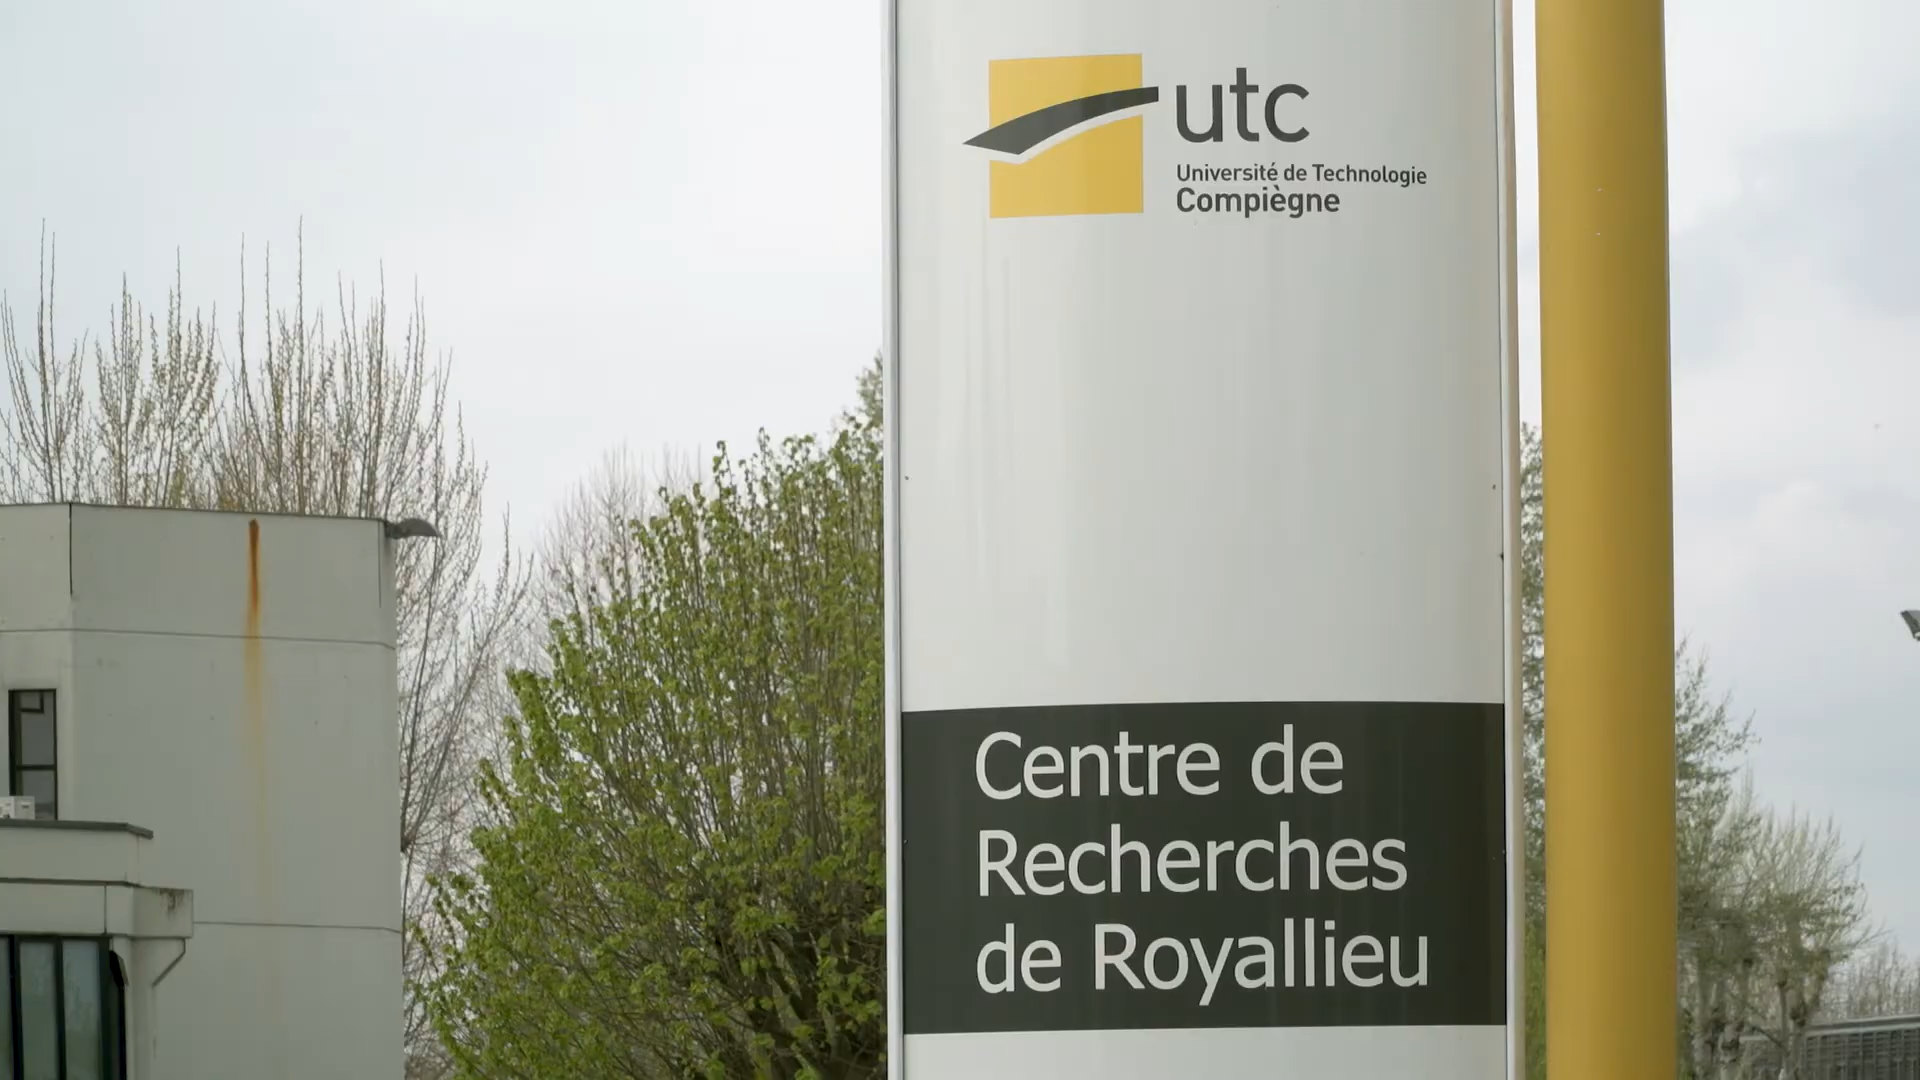 utc
Université de Technologie
Compiègne
Centre de
Recherches
de Royallieu